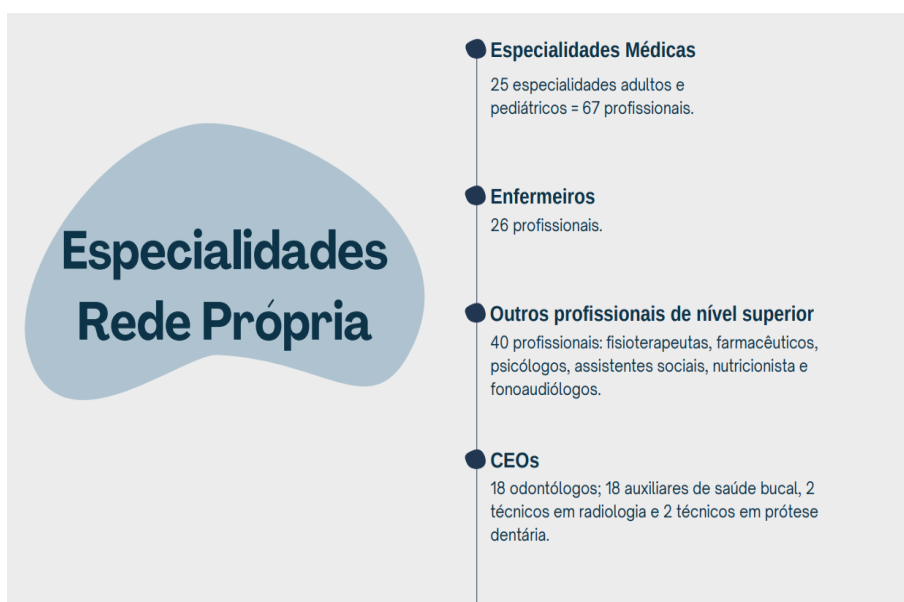 Especialidades
Rede Própria
Especialidades Médicas
25 especialidades adultos e
pediátricos = 67 profissionais.
Enfermeiros
26 profissionais.
Outros profissionais de nível superior
40 profissionais: fisioterapeutas, farmacêuticos,
psicólogos, assistentes sociais, nutricionista e
fonoaudiólogos.
CEOs
18 odontólogos; 18 auxiliares de saúde bucal, 2
técnicos em radiologia e 2 técnicos em prótese
dentária.